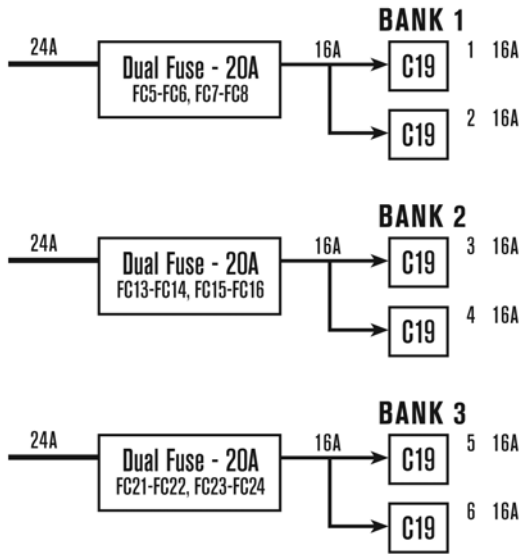 BANK 1
24A
Dual Fuse - 20A
FC5-FC6, FC7-FC8
16A
C19 1 16A
C19 2 16A
BANK 2
24A
Dual Fuse - 20A
FC13-FC14, FC15-FC16
16A
C19 3 16A
C19 4 16A
BANK 3
24A
Dual Fuse - 20A
FC21-FC22, FC23-FC24
16A
C19 5 16A
C19 6 16A